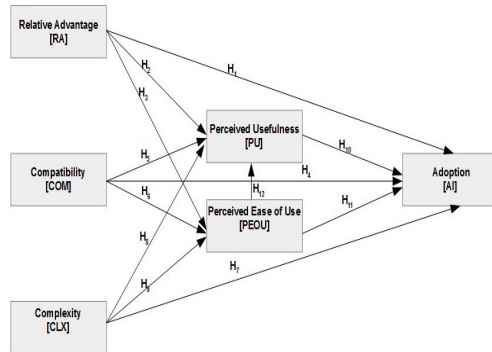 Relative Advantage
[RA]
H1
H2
H3
Perceived Usefulness
[PU]
H5
H10
Compatibility
[COM]
H4
Adoption
[AI]
H6
H12
Perceived Ease of Use
[PEOU]
H11
H8
H9
H7
Complexity
[CLX]